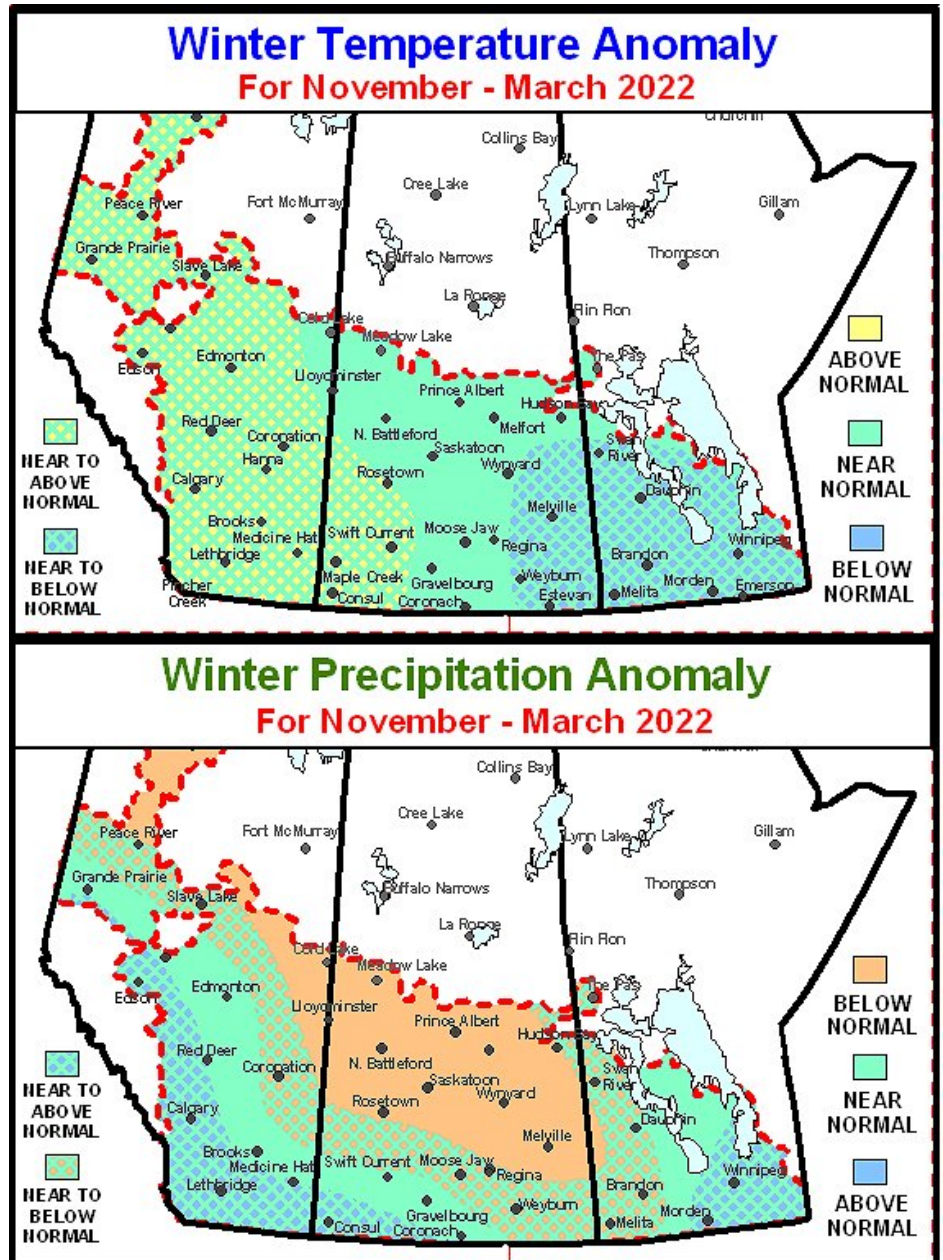 Winter Temperature Anomaly
For November - March 2022
Collins Bay
Cree Lake
Peace River
Fort McMurray
Lynn Lake
Gillam
Grande Prairie
Slave Lake
Buffalo Narrows
Thompson
La Ronge
Flin Flon
Cold Lake
Meadow Lake
The Pas
Edson
Edmonton
Lloydminster
Prince Albert
Hudson Bay
Red Deer
Coronation
N. Battleford
Melfort
Swan
River
Hanna
Saskatoon
Calgary
Rosetown
Wynyard
Dauphin
Brooks
Melville
Medicine Hat
Swift Current
Moose Jaw
Regina
Winnipeg
Lethbridge
Brandon
Pincher
Creek
Maple Creek
Gravelbourg
Weyburn
Morden
Emerson
Consul
Coronach
Estevan
Melita
NEAR TO
ABOVE
NORMAL
NEAR TO
BELOW
NORMAL
ABOVE
NORMAL
NEAR
NORMAL
BELOW
NORMAL
Winter Precipitation Anomaly
For November - March 2022
Collins Bay
Cree Lake
Peace River
Fort McMurray
Lynn Lake
Gillam
Grande Prairie
Slave Lake
Buffalo Narrows
Thompson
La Ronge
Flin Flon
Cold Lake
Meadow Lake
The Pas
Edson
Edmonton
Lloydminster
Prince Albert
Hudson Bay
Red Deer
Coronation
N. Battleford
Swan
River
Saskatoon
Calgary
Rosetown
Wynyard
Dauphin
Brooks
Melville
Medicine Hat
Swift Current
Moose Jaw
Regina
Winnipeg
Lethbridge
Brandon
Weyburn
Gravelbourg
Morden
Consul
Coronach
Melita
NEAR TO
ABOVE
NORMAL
NEAR TO
BELOW
NORMAL
BELOW
NORMAL
NEAR
NORMAL
ABOVE
NORMAL